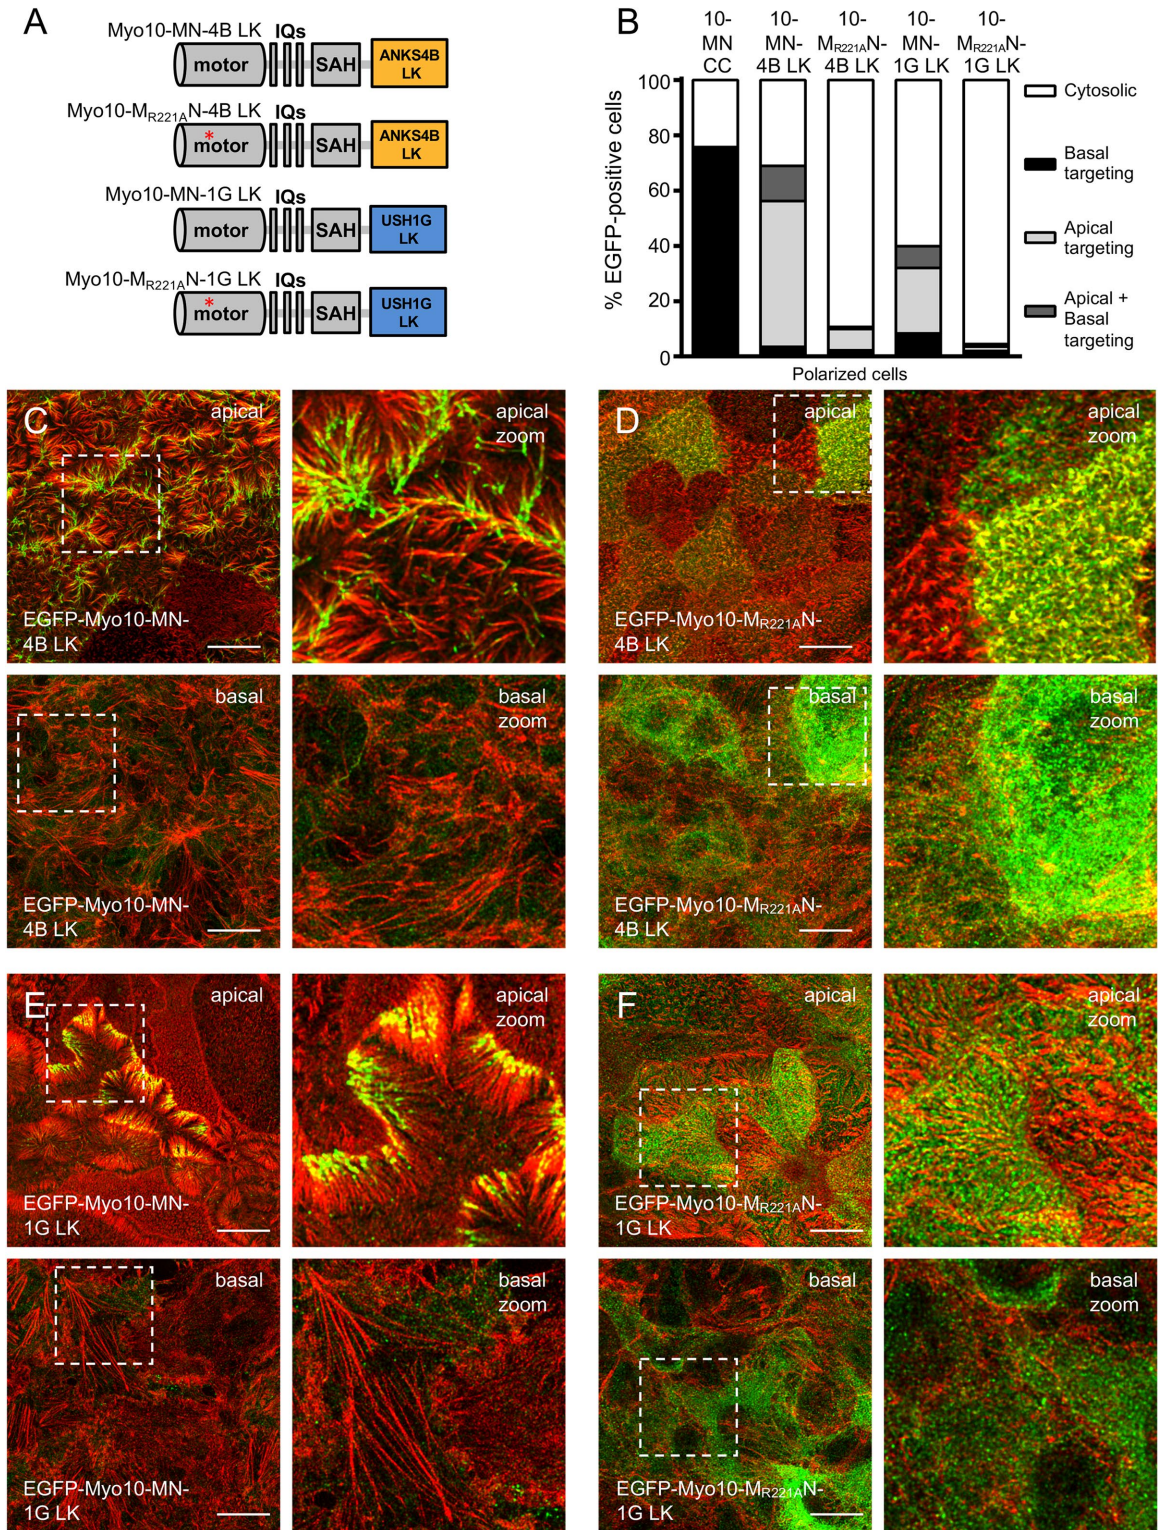 A
Myo10-MN-4B LK
IQs
motor
SAH
ANKS4B
LK
Myo10-MR221AN-4B LK
IQs
*
motor
SAH
ANKS4B
LK
Myo10-MN-1G LK
IQs
motor
SAH
USH1G
LK
Myo10-MR221AN-1G LK
IQs
*
motor
SAH
USH1G
LK
B
10-
MN
CC
10-
MN-
4B LK
10-
MR221AN-
4B LK
10-
MN-
1G LK
10-
MR221AN-
1G LK
% EGFP-positive cells
100
80
60
40
20
0
Polarized cells
Cytosolic
Basal
targeting
Apical
targeting
Apical +
Basal
targeting
C
apical
EGFP-Myo10-MN-
4B LK
apical
zoom
D
apical
EGFP-Myo10-MR221AN-
4B LK
apical
zoom
basal
EGFP-Myo10-MN-
4B LK
basal
zoom
basal
EGFP-Myo10-MR221AN-
4B LK
basal
zoom
E
apical
EGFP-Myo10-MN-
1G LK
apical
zoom
F
apical
EGFP-Myo10-MR221AN-
1G LK
apical
zoom
basal
EGFP-Myo10-MN-
1G LK
basal
zoom
basal
EGFP-Myo10-MR221AN-
1G LK
basal
zoom